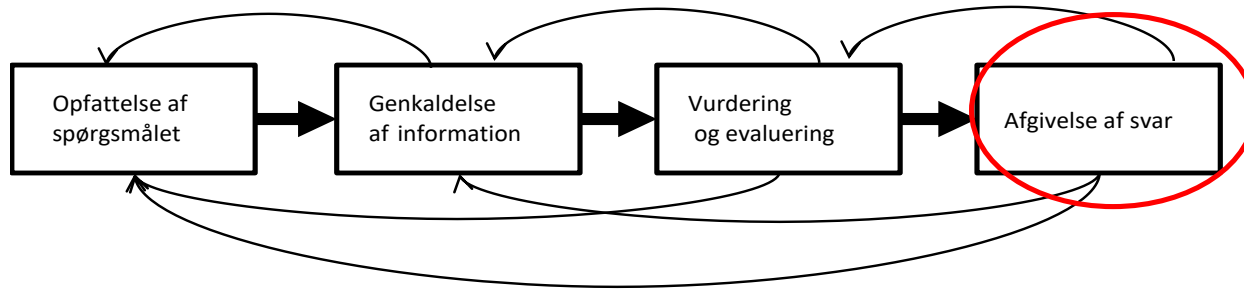 Opfattelse af
spørgsmålet
Genkaldelse
af information
Vurdering
og evaluering
Afgivelse af svar